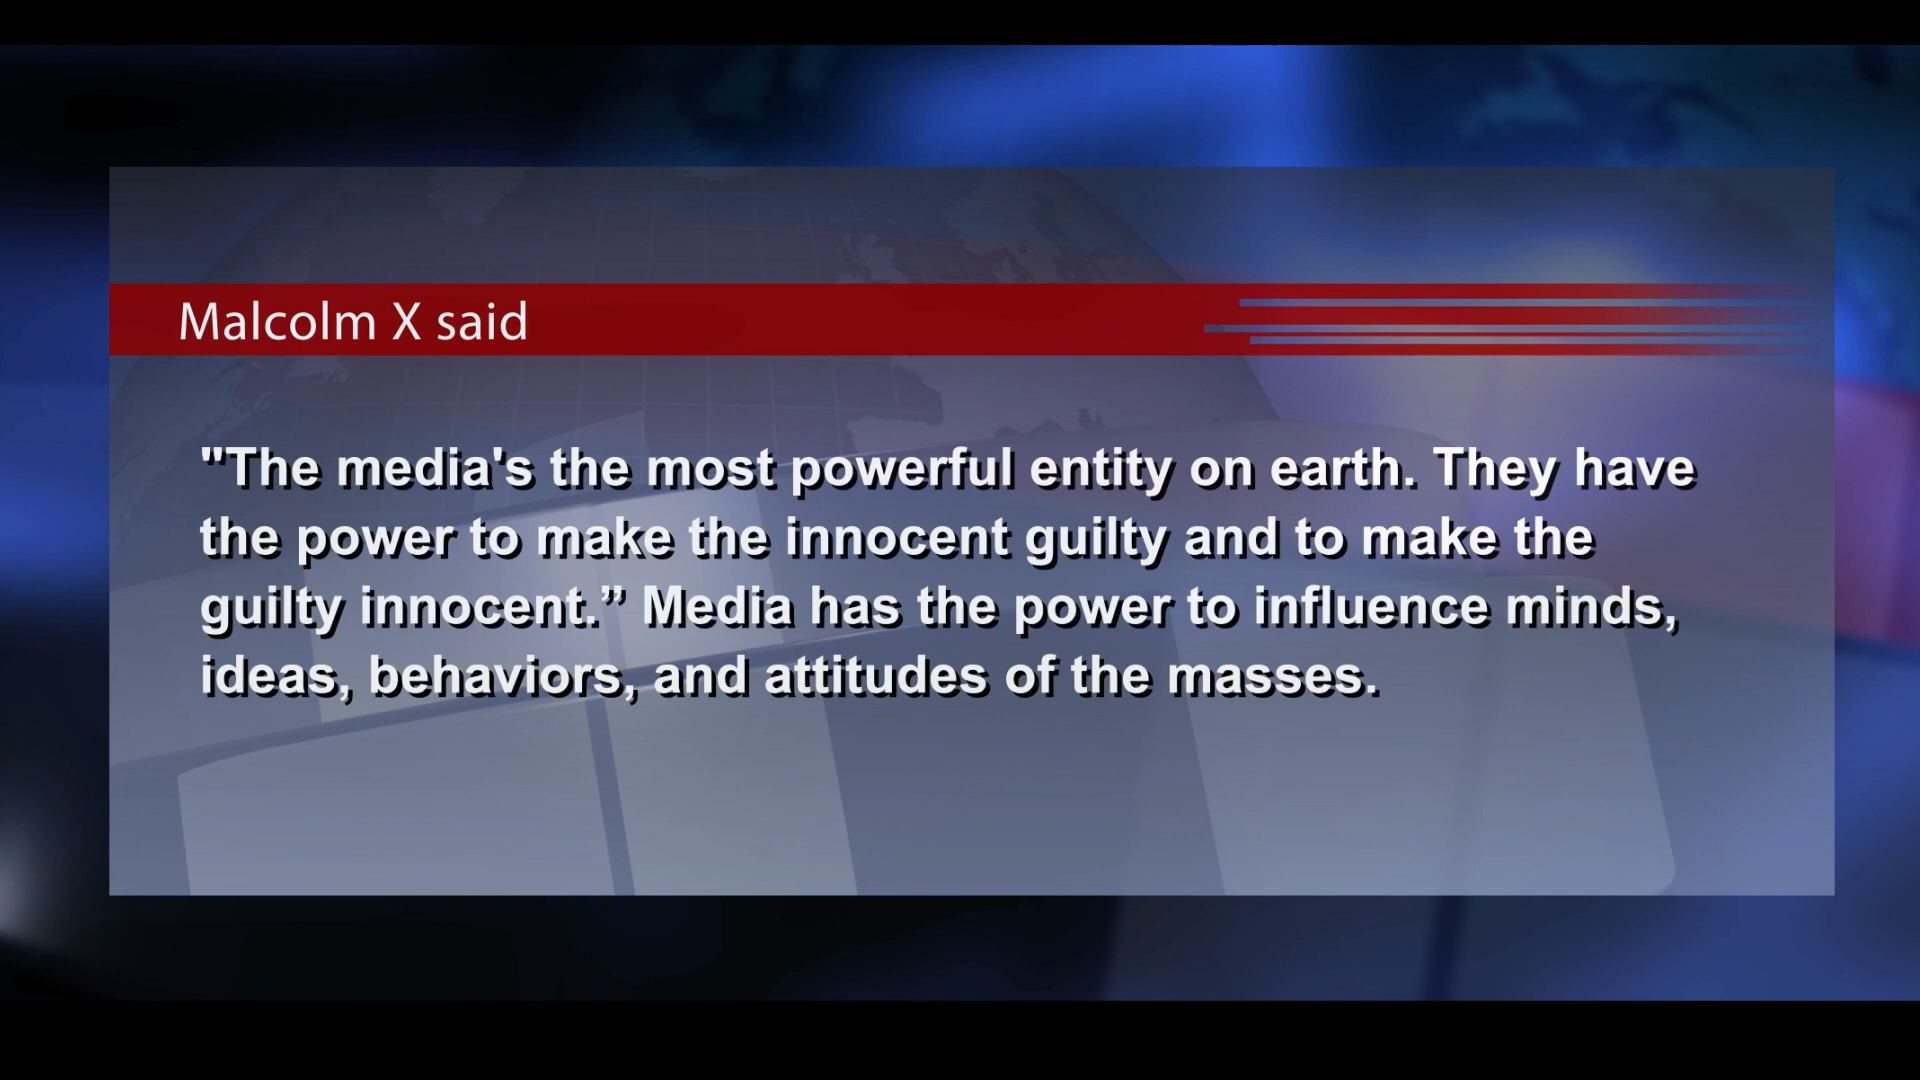 Malcolm X said
"The media's the most powerful entity on earth. They have
the power to make the innocent guilty and to make the
guilty innocent.” Media has the power to influence minds,
ideas, behaviors, and attitudes of the masses.